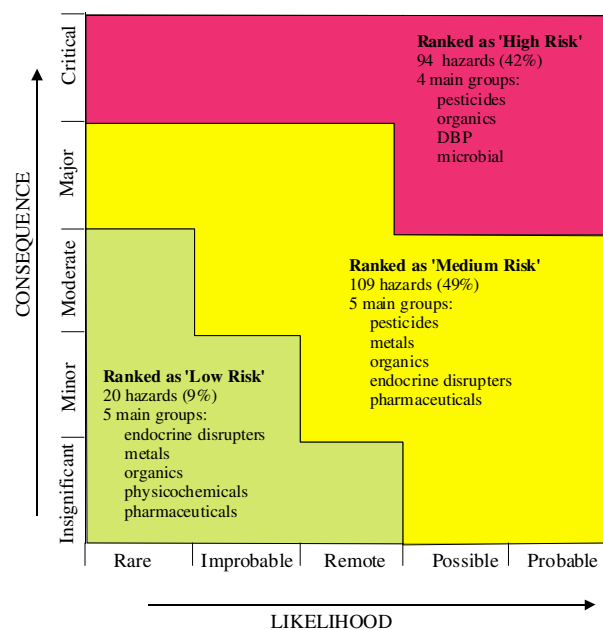 CONSEQUENCE
Critical
Major
Moderate
Minor
Insignificant
Ranked as 'High Risk'
94 hazards (42%)
4 main groups:
pesticides
organics
DBP
microbial
Ranked as 'Medium Risk'
109 hazards (49%)
5 main groups:
pesticides
metals
organics
endocrine disrupters
pharmaceuticals
Ranked as 'Low Risk'
20 hazards (9%)
5 main groups:
endocrine disrupters
metals
organics
physicochemicals
pharmaceuticals
Rare
Improbable
Remote
Possible
Probable
LIKELIHOOD